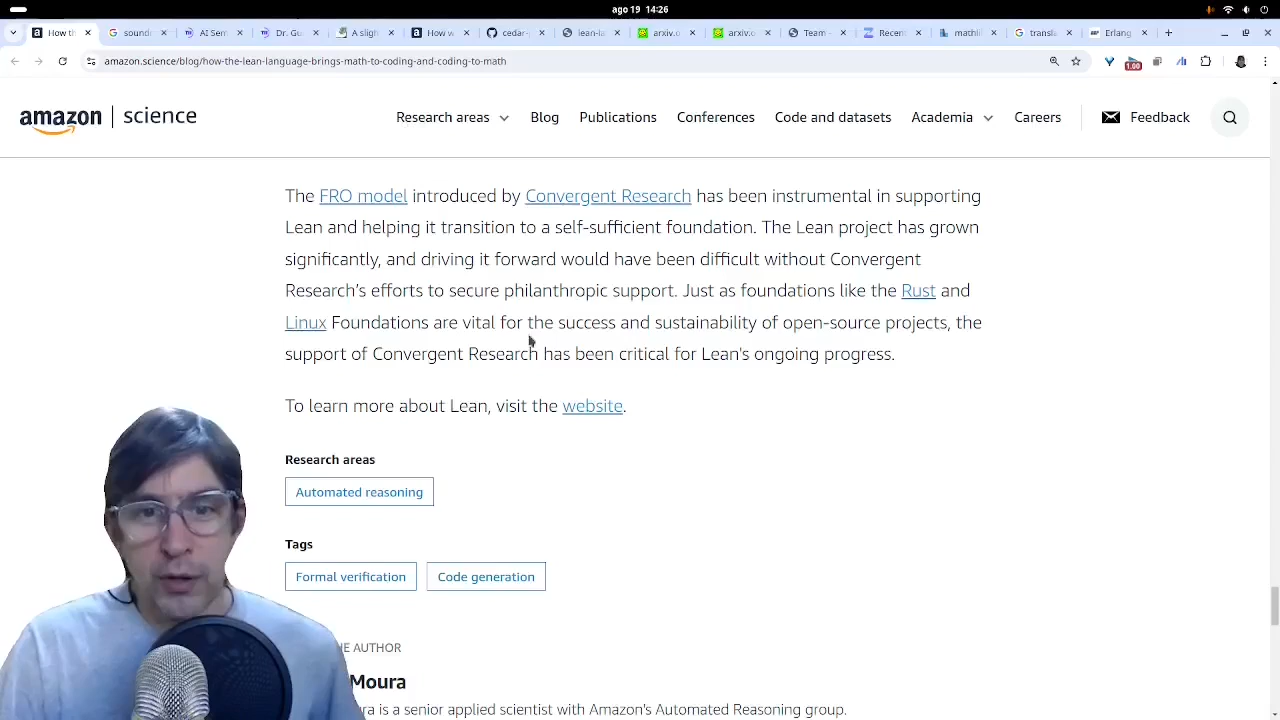 ago 19 14:26
How th
sound
AI Sem
Dr. Gu
A sligh
How w
cedar-
lean-la
arxiv.o
arxiv.o
Team -
Recen
mathli
transla
Erlang
amazon.science/blog/how-the-lean-language-brings-math-to-coding-and-coding-to-math
1.00
amazon | science
Research areas
Blog
Publications
Conferences
Code and datasets
Academia
Careers
Feedback
The FRO model introduced by Convergent Research has been instrumental in supporting
Lean and helping it transition to a self-sufficient foundation. The Lean project has grown
significantly, and driving it forward would have been difficult without Convergent
Research’s efforts to secure philanthropic support. Just as foundations like the Rust and
Linux Foundations are vital for the success and sustainability of open-source projects, the
support of Convergent Research has been critical for Lean's ongoing progress.
To learn more about Lean, visit the website.
Research areas
Automated reasoning
Tags
Formal verification
Code generation
HE AUTHOR
Moura
ra is a senior applied scientist with Amazon's Automated Reasoning group.